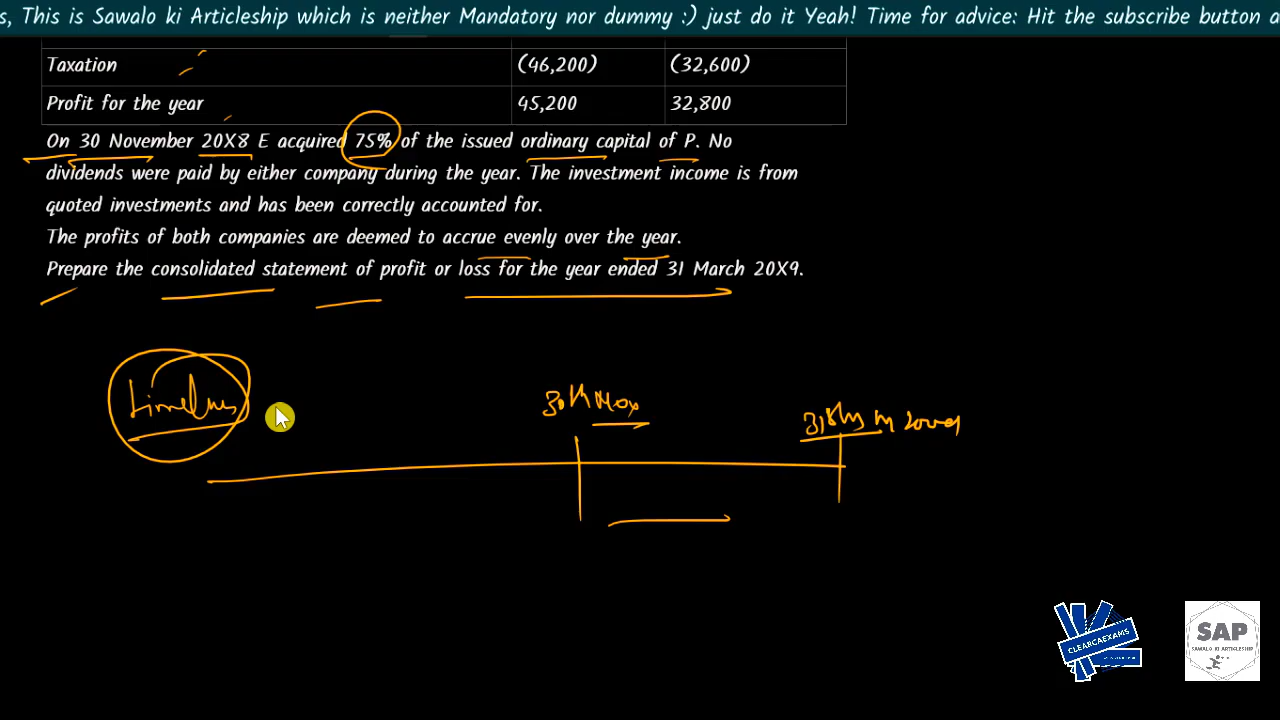 s, This is Sawalo ki Articleship which is neither Mandatory nor dummy :) just do it Yeah! Time for advice: Hit the subscribe button a
Taxation (46,200) (32,600)
Profit for the year 45,200 32,800
On 30 November 20X8 E acquired 75% of the issued ordinary capital of P. No
dividends were paid by either company during the year. The investment income is from
quoted investments and has been correctly accounted for.
The profits of both companies are deemed to accrue evenly over the year.
Prepare the consolidated statement of profit or loss for the year ended 31 March 20X9.
30th Nov
CLEARCAEXAMS
SAP
SAWALO KI ARTICLESHIP